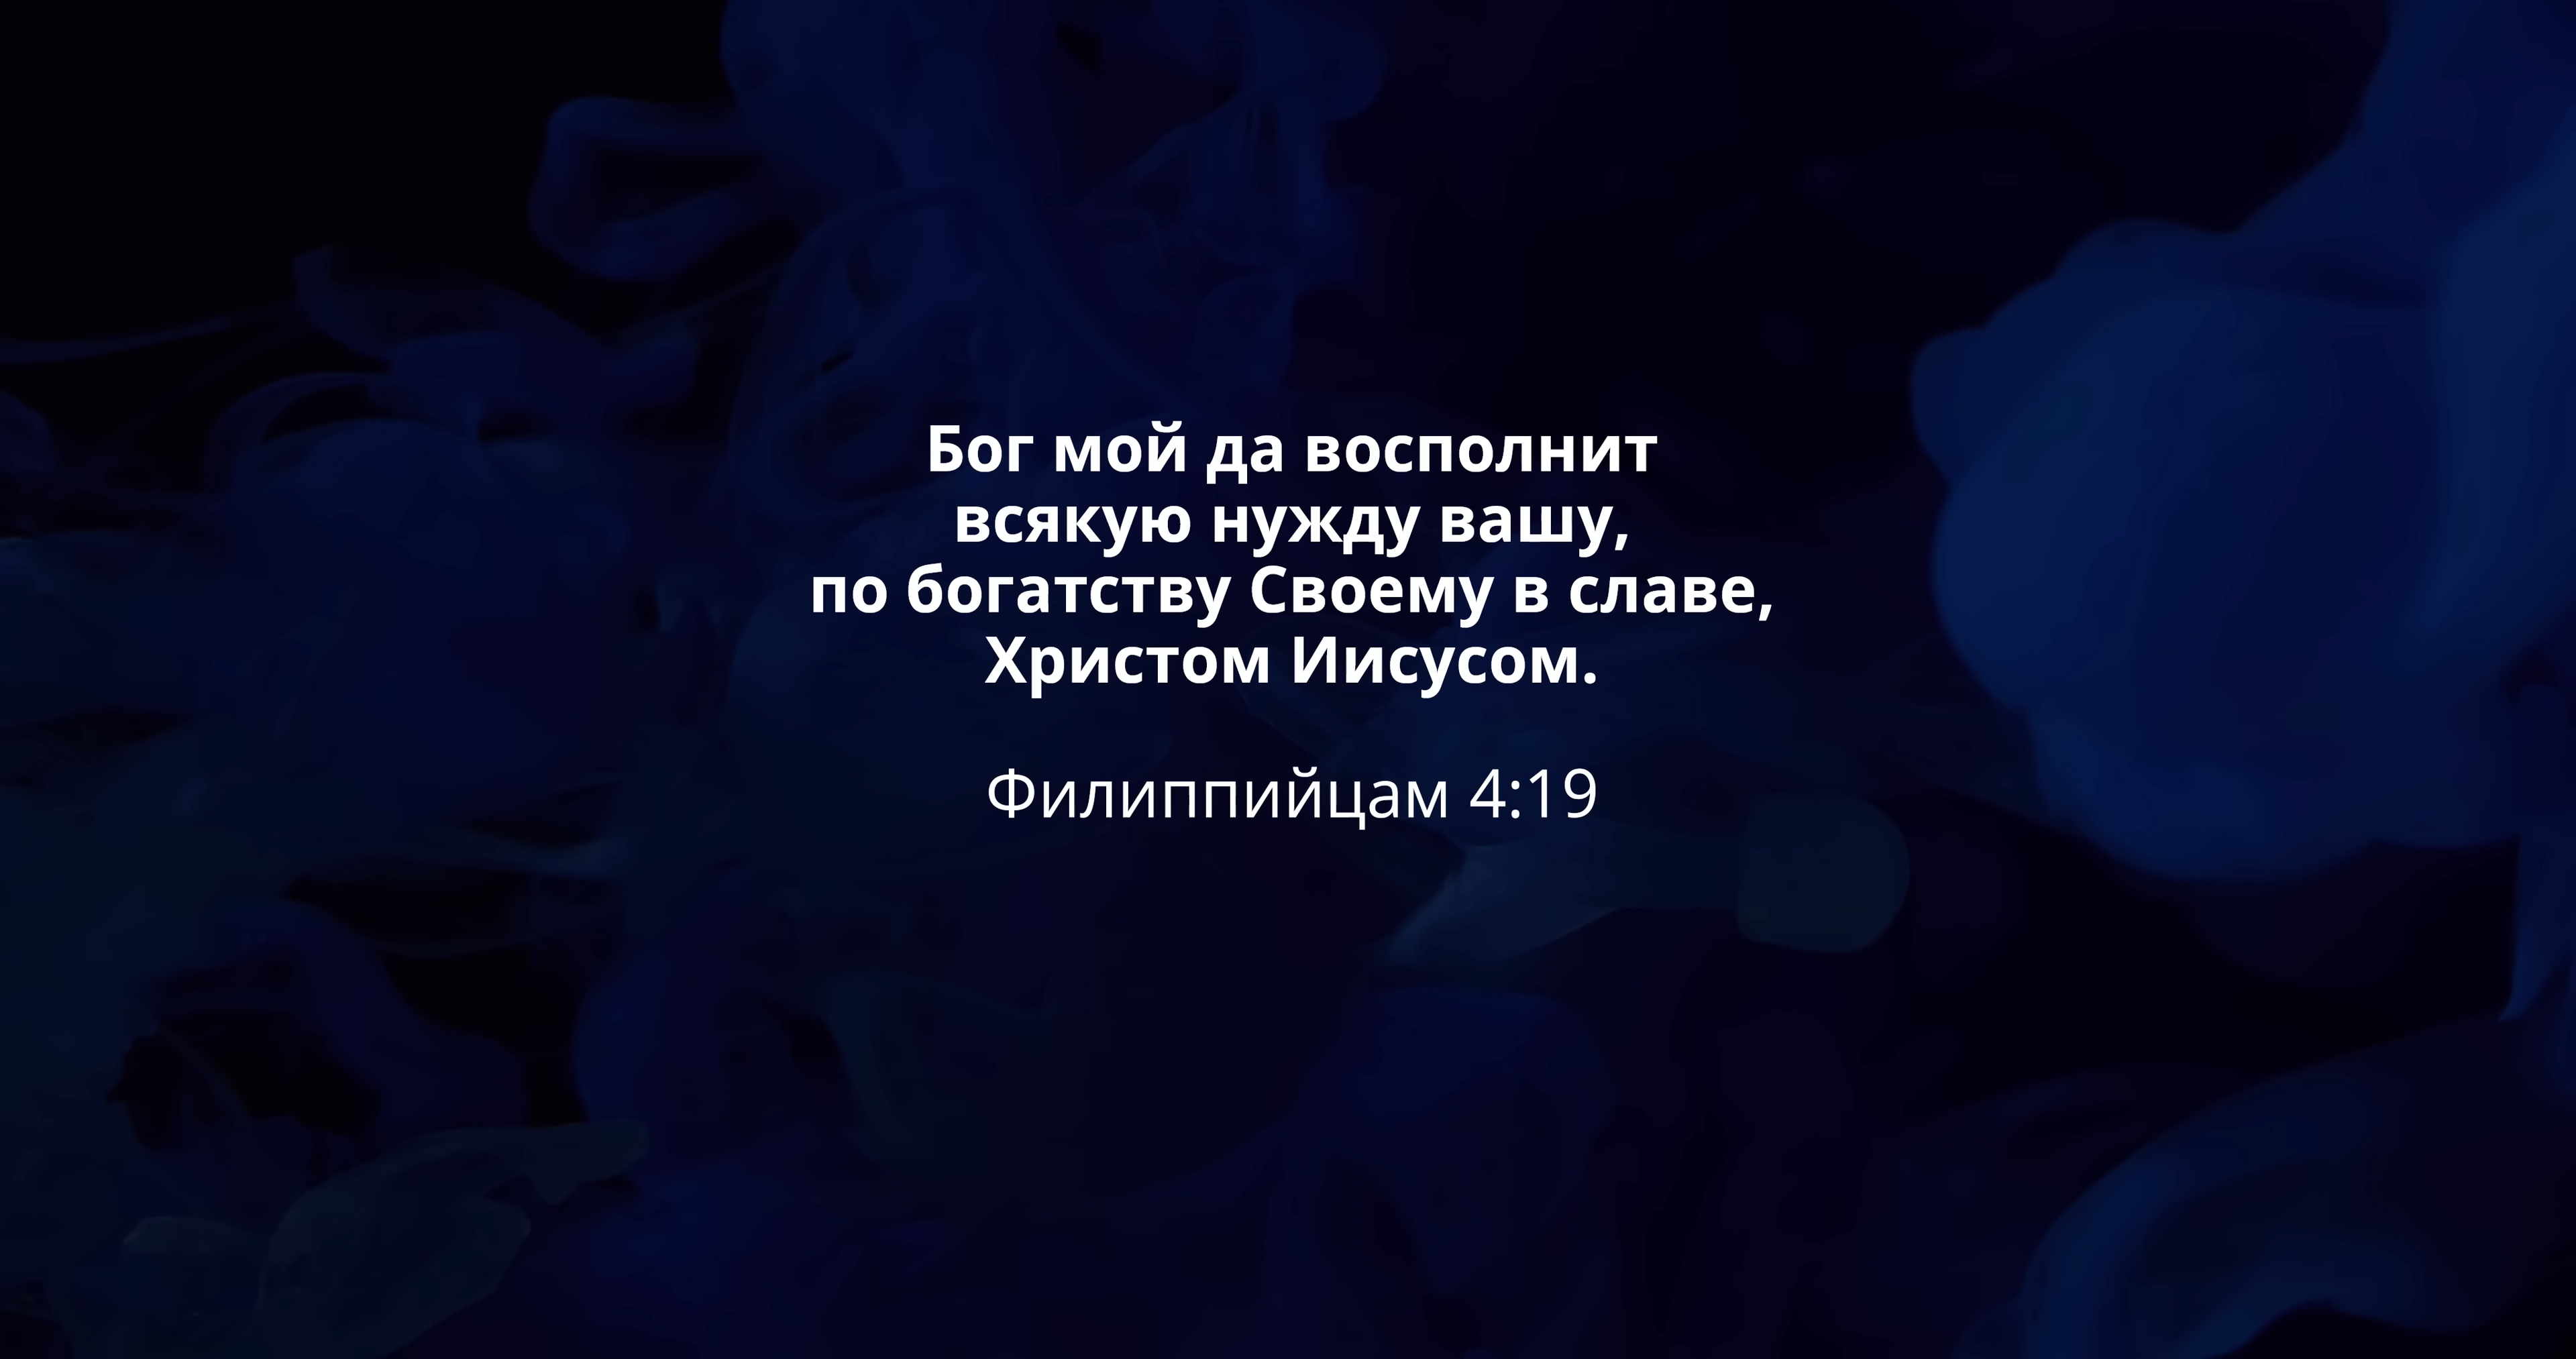 Бог мой да восполнит
всякую нужду вашу,
по богатству Своему в славе,
Христом Иисусом.
Филиппийцам 4:19